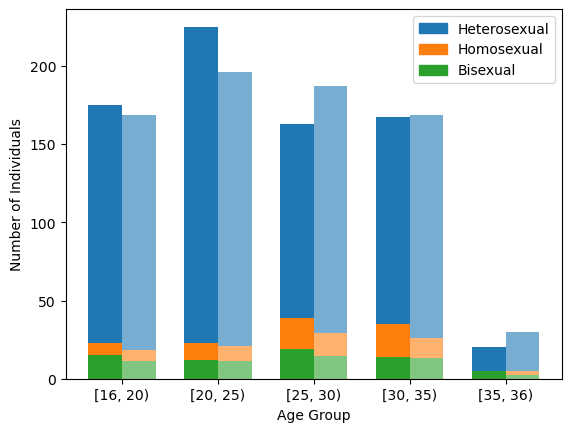 Heterosexual
Homosexual
Bisexual
200
150
100
50
0
Number of Individuals
[16, 20) [20, 25) [25, 30) [30, 35) [35, 36)
Age Group